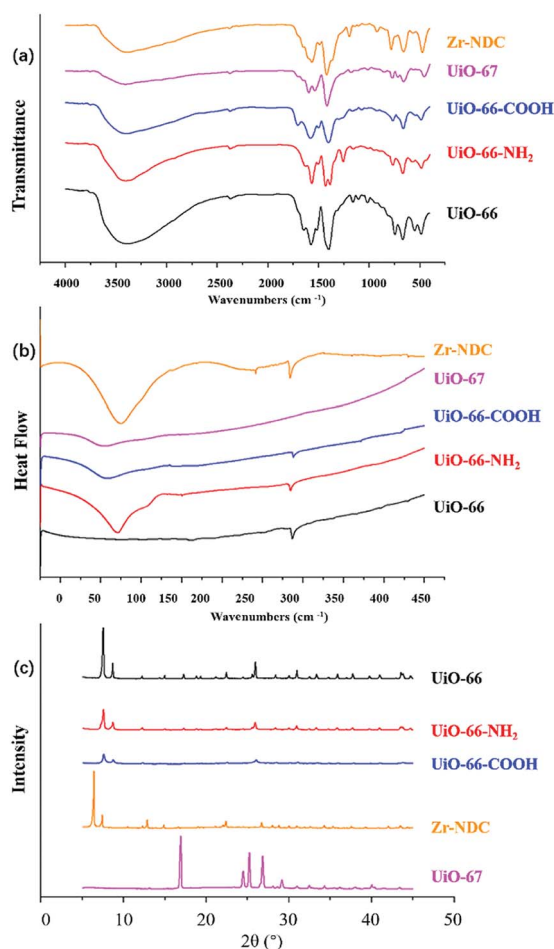 (a)
Transmittance
Zr-NDC
UiO-67
UiO-66-COOH
UiO-66-NH₂
UiO-66
4000 3500 3000 2500 2000 1500 1000 500
Wavenumbers (cm ⁻¹)
(b)
Heat Flow
Zr-NDC
UiO-67
UiO-66-COOH
UiO-66-NH₂
UiO-66
0 50 100 150 200 250 300 350 400 450
Wavenumbers (cm ⁻¹)
(c)
Intensity
UiO-66
UiO-66-NH₂
UiO-66-COOH
Zr-NDC
UiO-67
0 10 20 30 40 50
2θ (°)